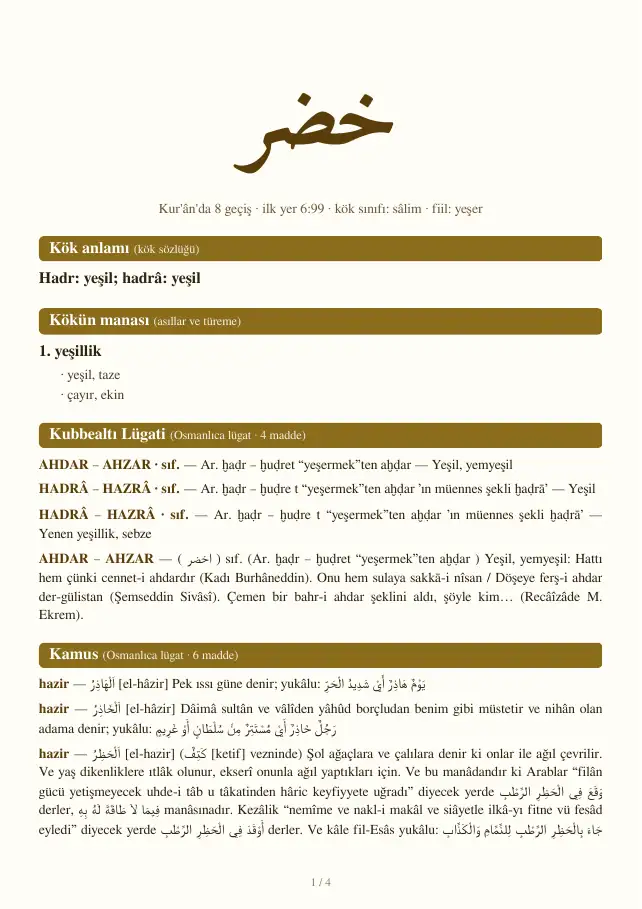 خضر
Kur'ân'da 8 geçiş · ilk yer 6:99 · kök sınıfı: sâlim · fiil: yeşer
Kök anlamı (kök sözlüğü)
Hadr: yeşil; hadrâ: yeşil
Kökün manası (asıllar ve türeme)
1. yeşillik
· yeşil, taze
· çayır, ekin
Kubbealtı Lügati (Osmanlıca lügat · 4 madde)
AHDAR – AHZAR · sıf. — Ar. ḫaḍr – ḫuḍret “yeşermek”ten aḫḍar — Yeşil, yemyeşil
HADRÂ – HAZRÂ · sıf. — Ar. ḫaḍr – ḫuḍre t “yeşermek”ten aḫḍar ’ın müennes şekli ḫaḍrā’ — Yeşil
HADRÂ – HAZRÂ · sıf. — Ar. ḫaḍr – ḫuḍre t “yeşermek”ten aḫḍar ’ın müennes şekli ḫaḍrā’ —
Yenen yeşillik, sebze
AHDAR – AHZAR — ( اخضر ) sıf. (Ar. ḫaḍr – ḫuḍret “yeşermek”ten aḫḍar ) Yeşil, yemyeşil: Hattı
hem çünki cennet-i ahdardır (Kadı Burhâneddin). Onu hem sulaya sakkā-i nîsan / Döşeye ferş-i ahdar
der-gülistan (Şemseddin Sivâsî). Çemen bir bahr-i ahdar şeklini aldı, şöyle kim… (Recâîzâde M.
Ekrem).
Kamus (Osmanlıca lügat · 6 madde)
hazir — اَلْهَاذِرُ [el-hâzir] Pek ıssı güne denir; yukâlu: يَوْمٌ هَاذِرٌ أَيْ شَدِيدُ الْحَرِّ
hazir — اَلْخَاذِرُ [el-hâzir] Dâimâ sultân ve vâlîden yâhûd borçludan benim gibi müstetir ve nihân olan
adama denir; yukâlu: رَجُلٌ خَاذِرٌ أَيْ مُسْتَتِرٌ مِنْ سُلْطَانٍ أَوْ غَرِيمٍ
hazir — اَلْحَظِرُ [el-hazir] (كَتِفٌ [ketif] vezninde) Şol ağaçlara ve çalılara denir ki onlar ile ağıl çevrilir.
Ve yaş dikenliklere ıtlâk olunur, ekserî onunla ağıl yaptıkları için. Ve bu manâdandır ki Arablar “filân
gücü yetişmeyecek uhde-i tâb u tâkatinden hâric keyfiyyete uğradı” diyecek yerde وَقَعَ فِي الْحَظِرِ الرَّطْبِ
derler, فِيمَا لَا طَاقَةَ لَهُ بِهِ manâsınadır. Kezâlik “nemîme ve nakl-i makâl ve siâyetle ilkâ-yı fitne vü fesâd
eyledi” diyecek yerde أَوْقَدَ فِي الْحَظِرِ الرَّطْبِ derler. Ve kâle fil-Esâs yukâlu: جَاءَ بِالْحَظِرِ الرَّطْبِ لِلنَّمَّامِ وَالْكَذَّابِ
1 / 4